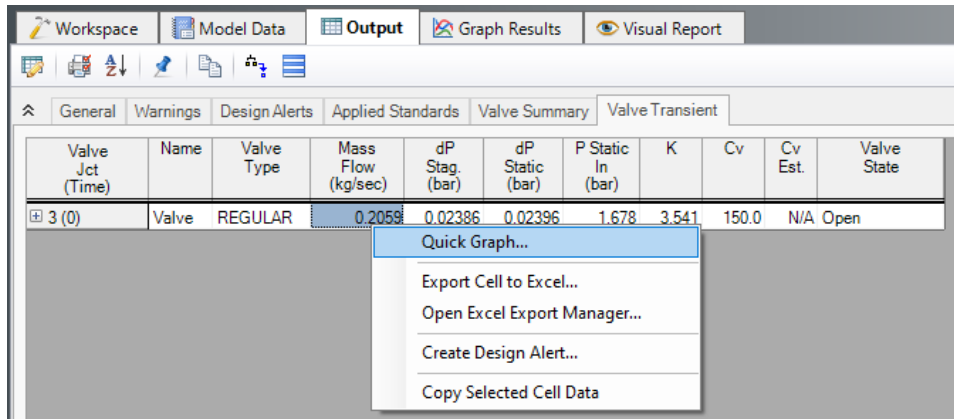 Workspace Model Data Output Graph Results Visual Report
General Warnings Design Alerts Applied Standards Valve Summary Valve Transient
Valve Name Valve Mass dP dP P Static K Cv Cv Valve
Jct Type Flow Stag. Static In Est. State
(Time) (kg/sec) (bar) (bar) (bar)
3 (0) Valve REGULAR 0.2059 0.02386 0.02396 1.678 3.541 150.0 N/A Open
Quick Graph...
Export Cell to Excel...
Open Excel Export Manager...
Create Design Alert...
Copy Selected Cell Data